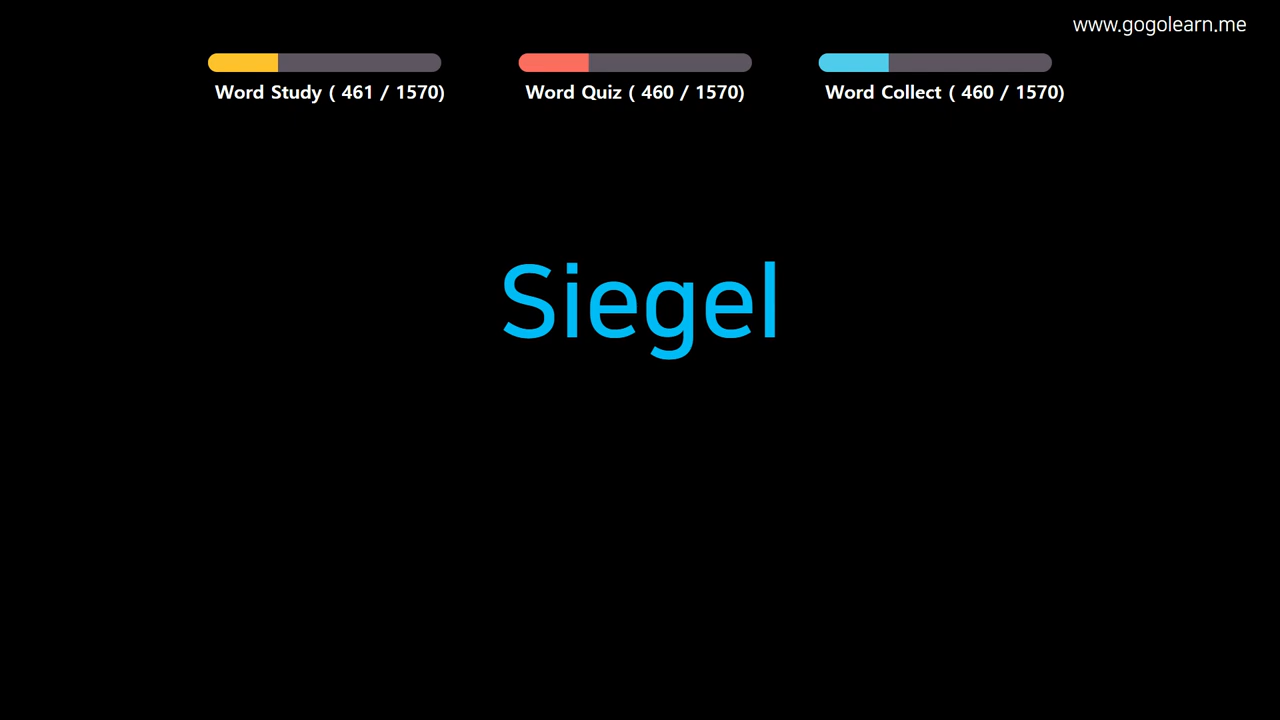 www.gogolearn.me
Word Study ( 461 / 1570)
Word Quiz ( 460 / 1570)
Word Collect ( 460 / 1570)
Siegel